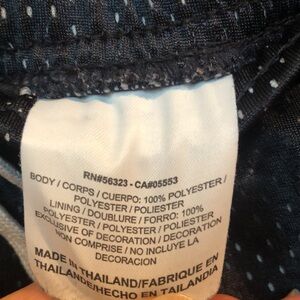 RN#56323 - CA#05553
BODY / CORPS / CUERPO: 100% POLYESTER /
POLYESTER / POLIESTER
LINING / DOUBLURE / FORRO: 100%
POLYESTER / POLYESTER / POLIESTER
EXCLUSIVE OF DECORATION / DECORATION
NON COMPRISE / NO INCLUYE LA
DECORACION
MADE IN THAILAND/FABRIQUE EN
THAILANDE/HECHO EN TAILANDIA